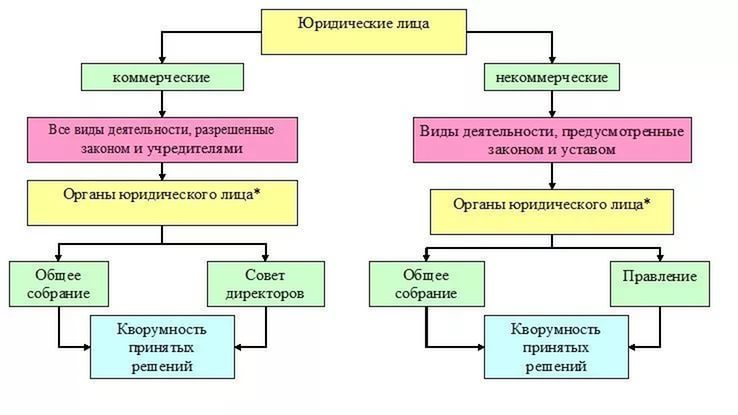 Юридические лица
коммерческие
некоммерческие
Все виды деятельности, разрешенные
законом и учредителями
Виды деятельности, предусмотренные
законом и уставом
Органы юридического лица*
Органы юридического лица*
Общее
собрание
Совет
директоров
Общее
собрание
Правление
Кворумность
принятых
решений
Кворумность
принятых
решений